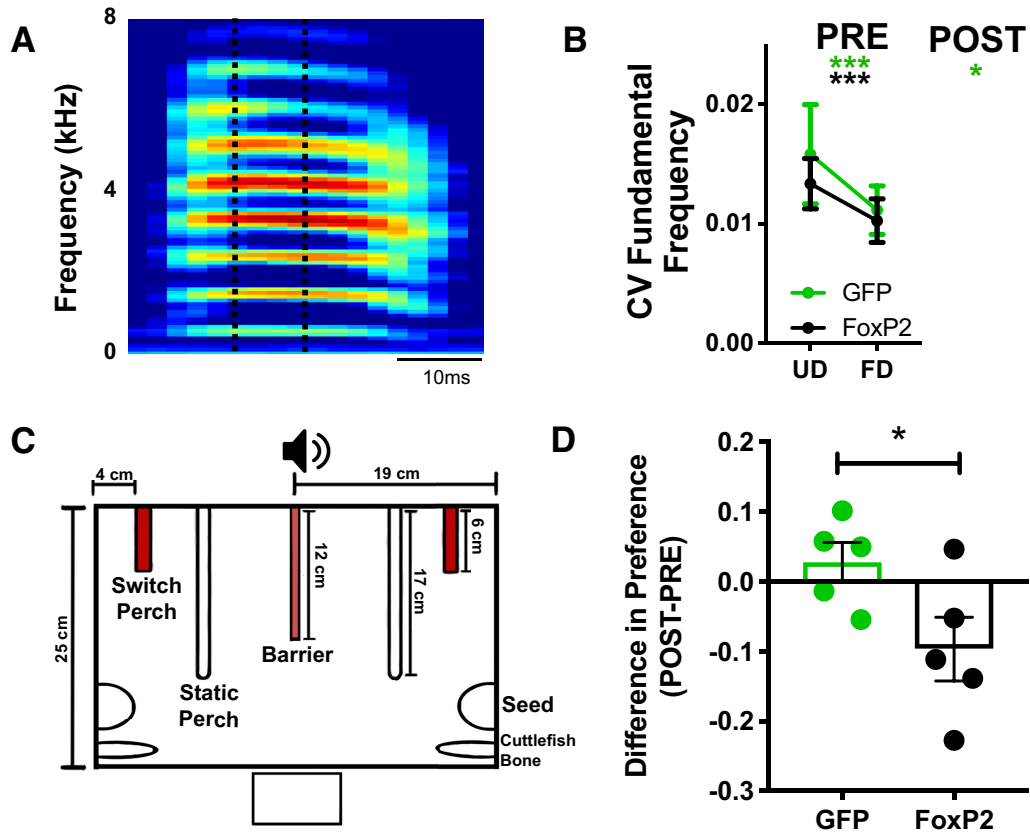 A
8
4
0
Frequency (kHz)
10ms
B
PRE
POST
***
***
*
0.02
0.01
0.00
CV Fundamental
Frequency
GFP
FoxP2
UD
FD
C
4 cm
19 cm
6 cm
12 cm
17 cm
25 cm
Switch
Perch
Barrier
Static
Perch
Seed
Cuttlefish
Bone
D
*
0.2
0.1
0.0
-0.1
-0.2
-0.3
Difference in Preference
(POST-PRE)
GFP
FoxP2